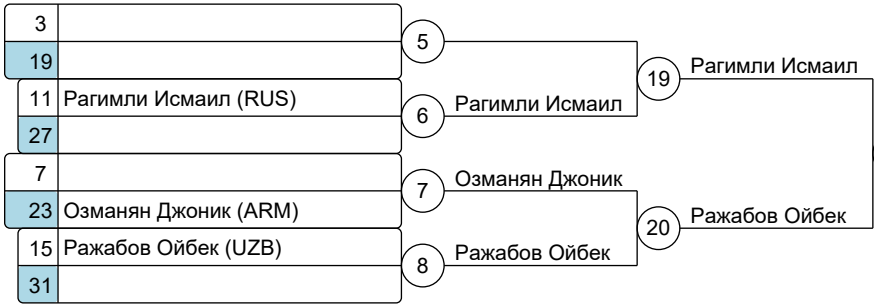 3
5
19
19 Рагимли Исмаил
11 Рагимли Исмаил (RUS)
6 Рагимли Исмаил
27
7
7 Озманян Джоник
23 Озманян Джоник (ARM)
20 Ражабов Ойбек
15 Ражабов Ойбек (UZB)
8 Ражабов Ойбек
31